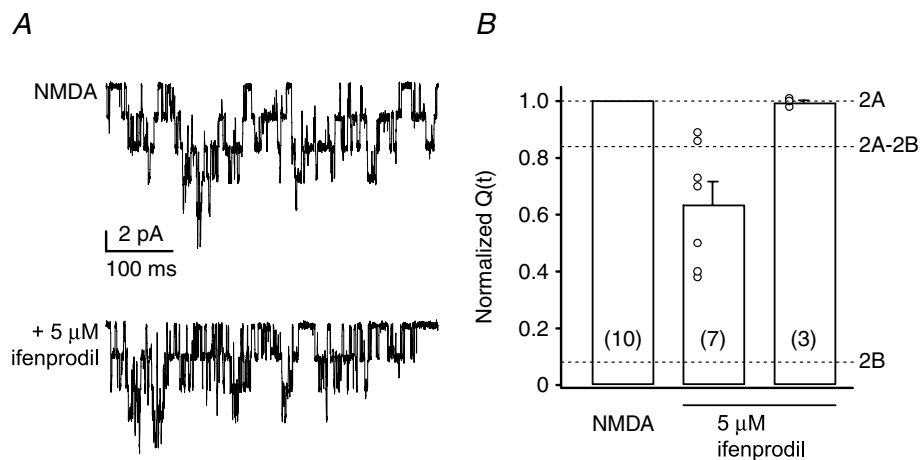 A
NMDA
2 pA
100 ms
+ 5 μM
ifenprodil
B
Normalized Q(t)
1.0
0.8
0.6
0.4
0.2
0
(10)
(7)
(3)
2A
2A-2B
2B
NMDA
5 μM
ifenprodil